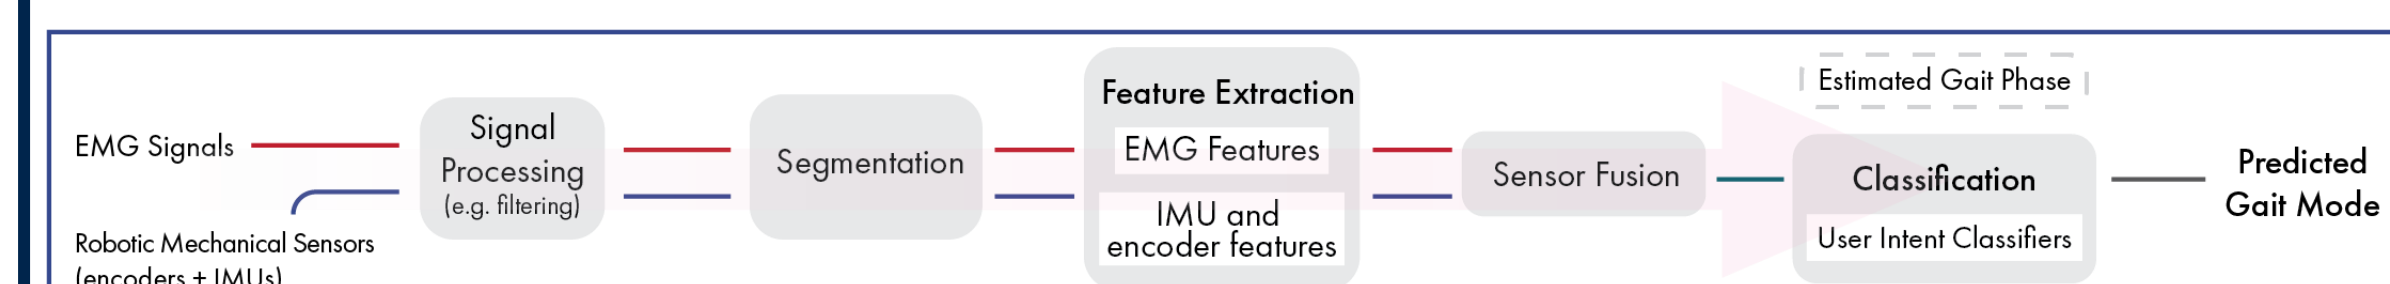 EMG Signals
Robotic Mechanical Sensors
(encoders + IMUs)
Signal
Processing
(e.g. filtering)
Segmentation
Feature Extraction
EMG Features
IMU and
encoder features
Sensor Fusion
Estimated Gait Phase
Classification
User Intent Classifiers
Predicted
Gait Mode